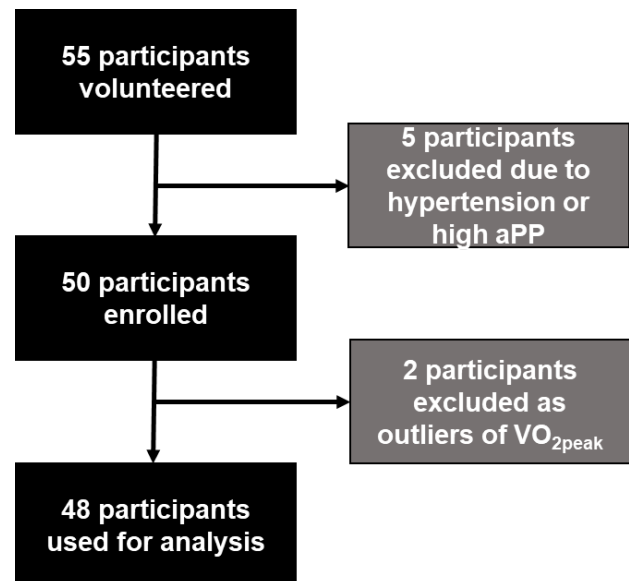 55 participants
volunteered
5 participants
excluded due to
hypertension or
high aPP
50 participants
enrolled
2 participants
excluded as
outliers of VO₂peak
48 participants
used for analysis